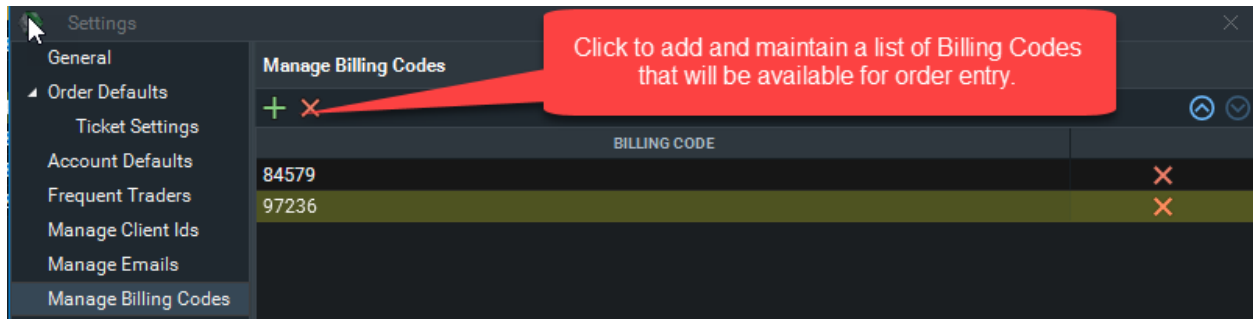 Settings
General
Order Defaults
Ticket Settings
Account Defaults
Frequent Traders
Manage Client Ids
Manage Emails
Manage Billing Codes
Manage Billing Codes
Click to add and maintain a list of Billing Codes
that will be available for order entry.
BILLING CODE
84579
97236